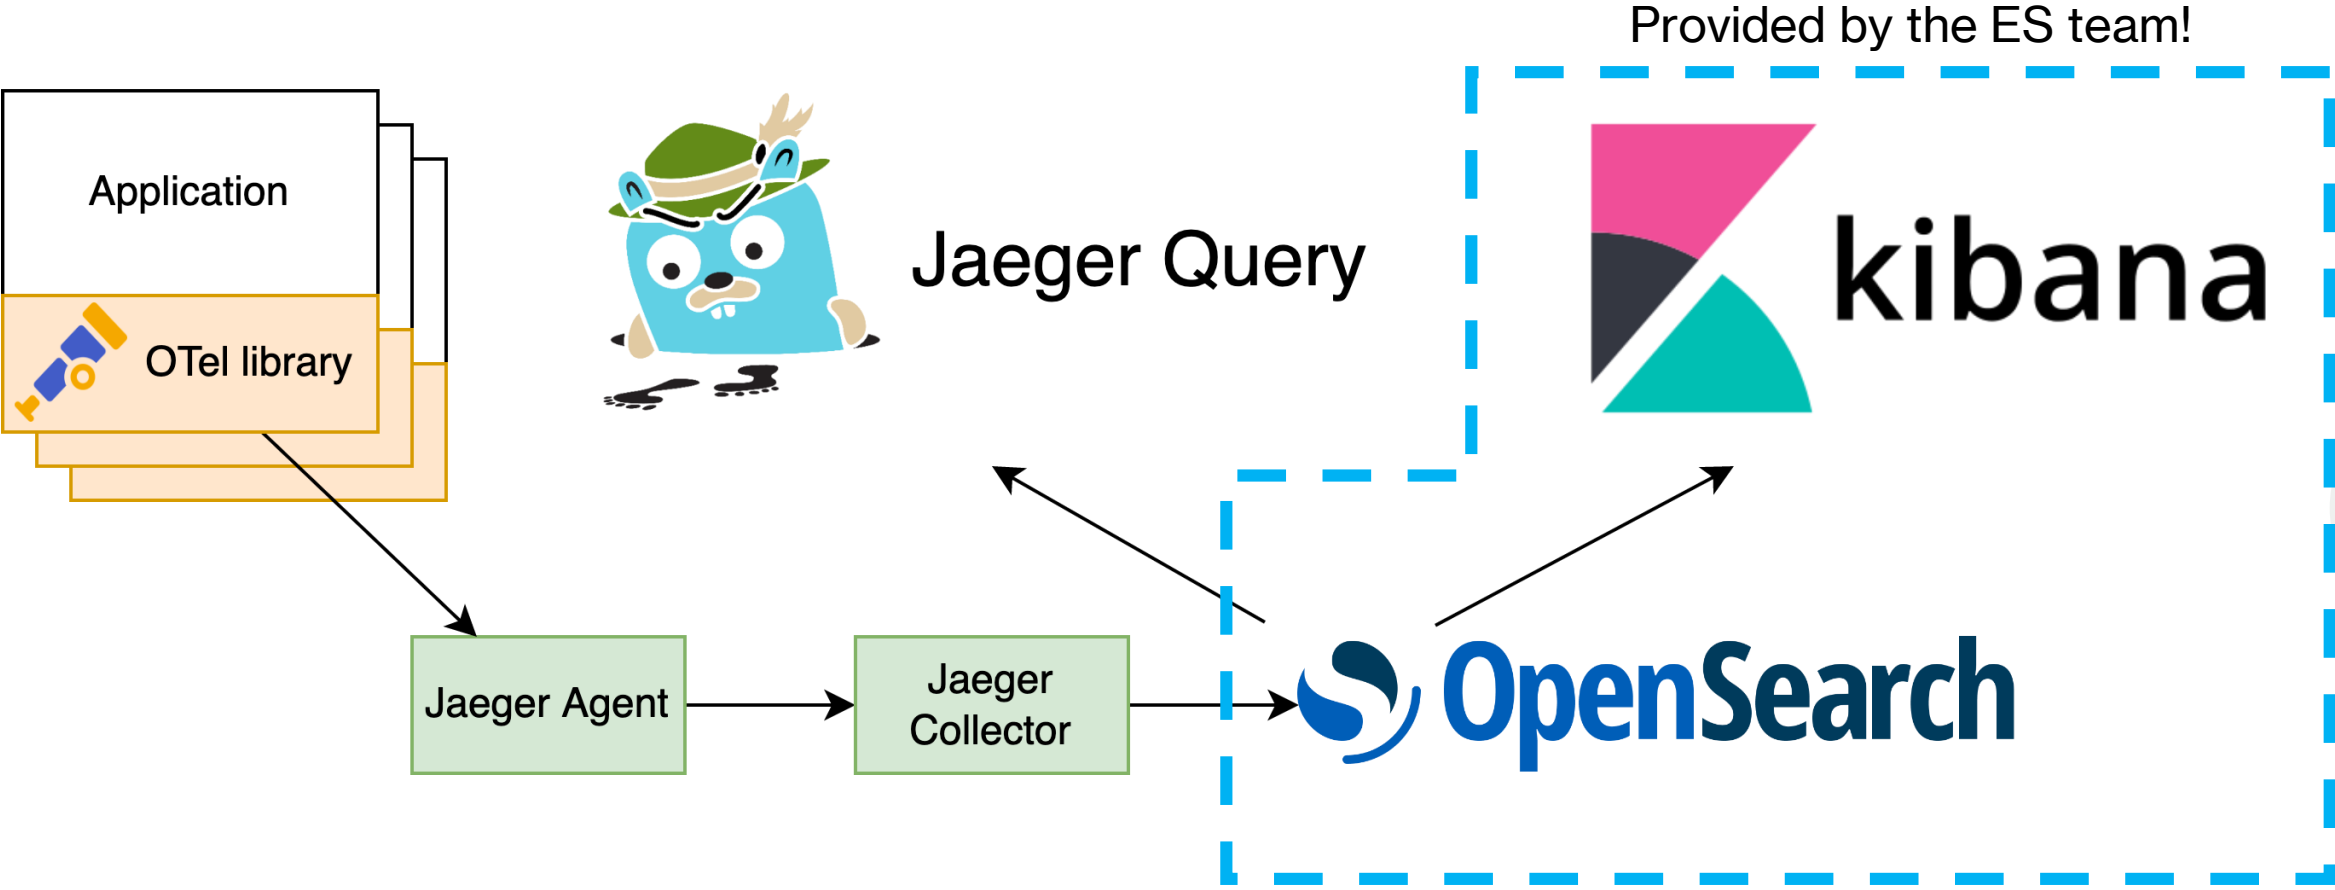 Provided by the ES team!
Application
OTel library
Jaeger Query
kibana
Jaeger Agent
Jaeger
Collector
OpenSearch